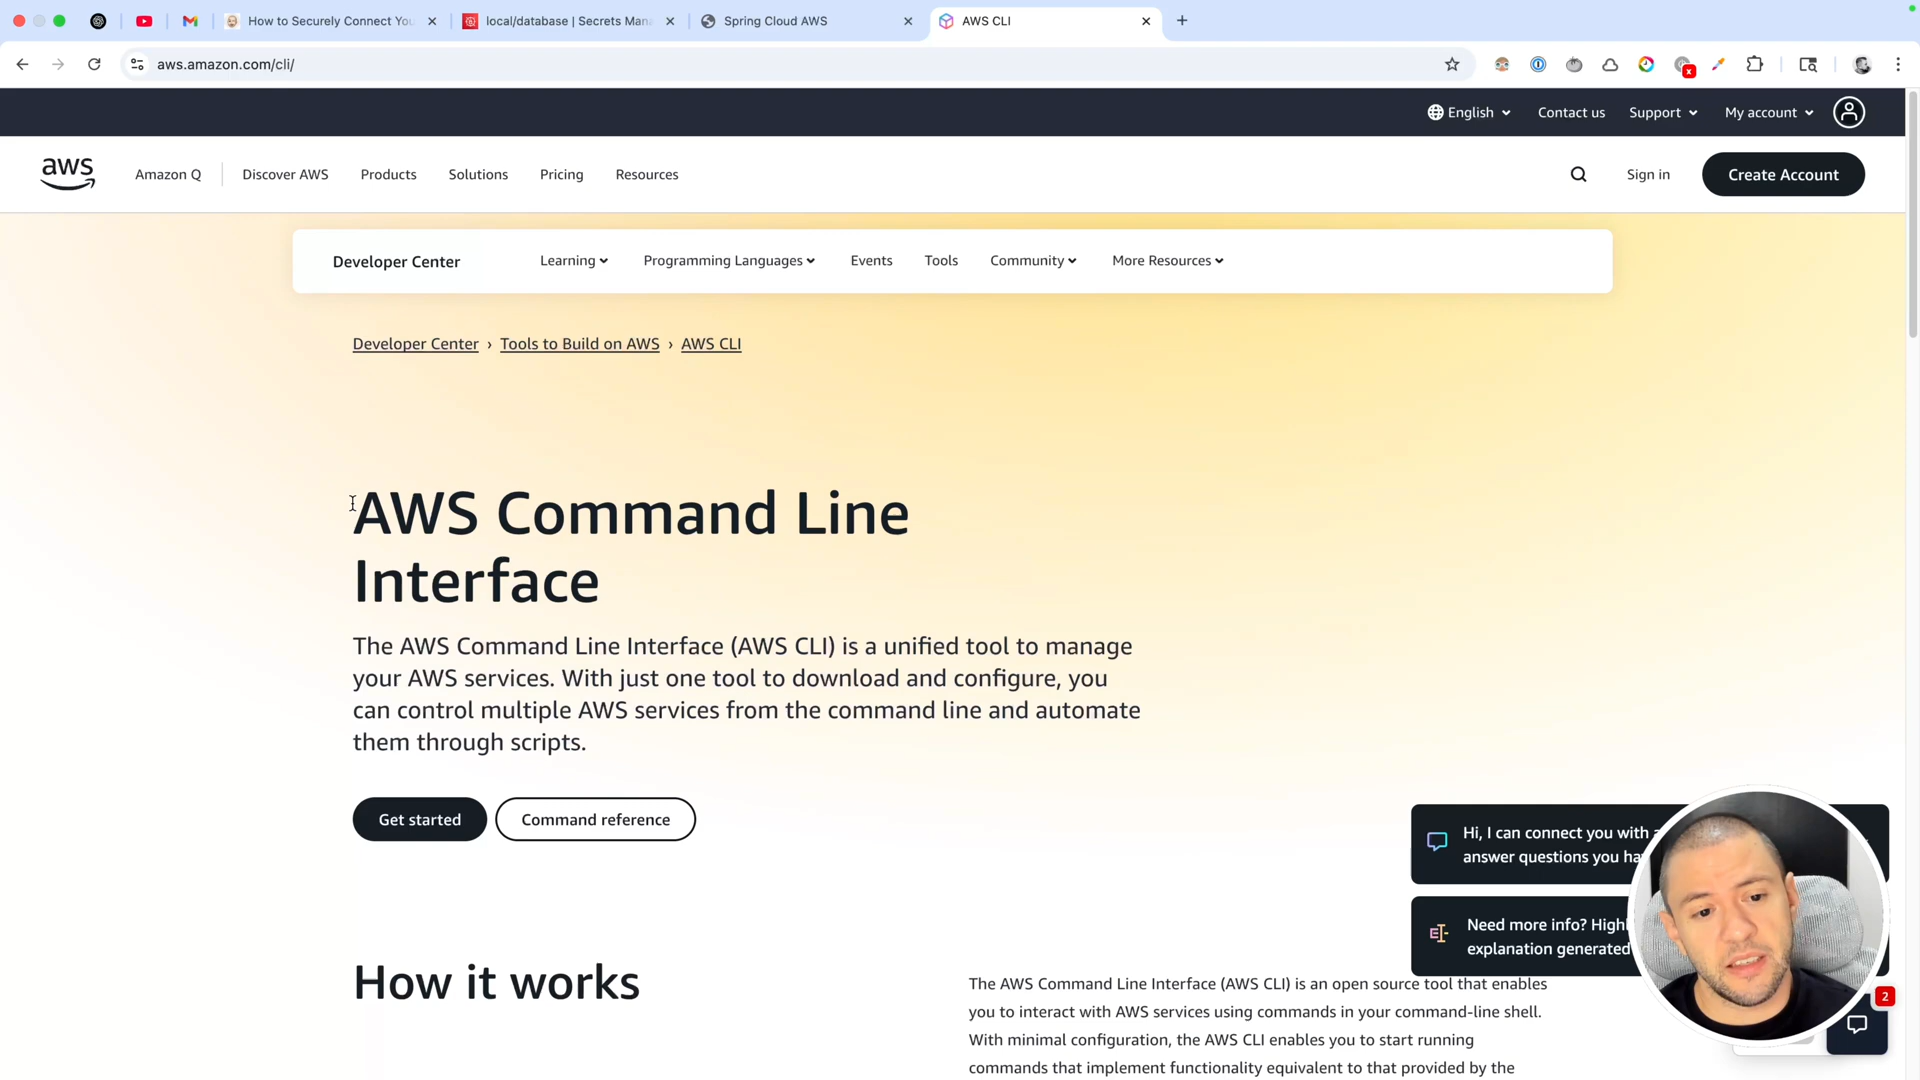 How to Securely Connect You
local/database | Secrets Mana
Spring Cloud AWS
AWS CLI
aws.amazon.com/cli/
English
Contact us
Support
My account
aws
Amazon Q
Discover AWS
Products
Solutions
Pricing
Resources
Sign in
Create Account
Developer Center
Learning
Programming Languages
Events
Tools
Community
More Resources
Developer Center › Tools to Build on AWS › AWS CLI
AWS Command Line
Interface
The AWS Command Line Interface (AWS CLI) is a unified tool to manage
your AWS services. With just one tool to download and configure, you
can control multiple AWS services from the command line and automate
them through scripts.
Get started
Command reference
Hi, I can connect you with
answer questions you
Need more info?
explanation generated
2
How it works
The AWS Command Line Interface (AWS CLI) is an open source tool that enables
you to interact with AWS services using commands in your command-line shell.
With minimal configuration, the AWS CLI enables you to start running
commands that implement functionality equivalent to that provided by the